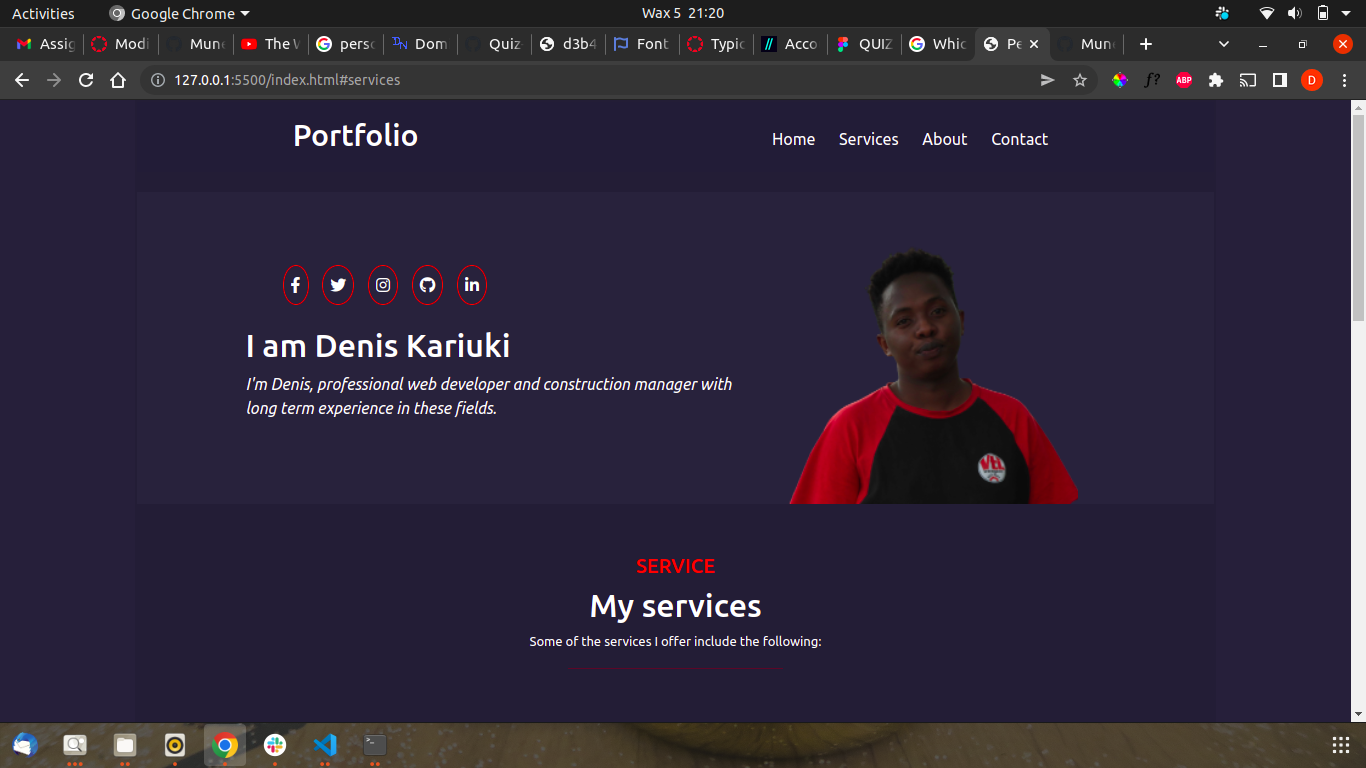 Activities Google Chrome Wax 5 21:20
Assig Modi Mune The W perso Dom Quiz d3b4 Font Typic Acco QUIZ Whic Pe Mune
127.0.0.1:5500/index.html#services f? ABP D
Portfolio Home Services About Contact
I am Denis Kariuki
I'm Denis, professional web developer and construction manager with
long term experience in these fields.
SERVICE
My services
Some of the services I offer include the following: